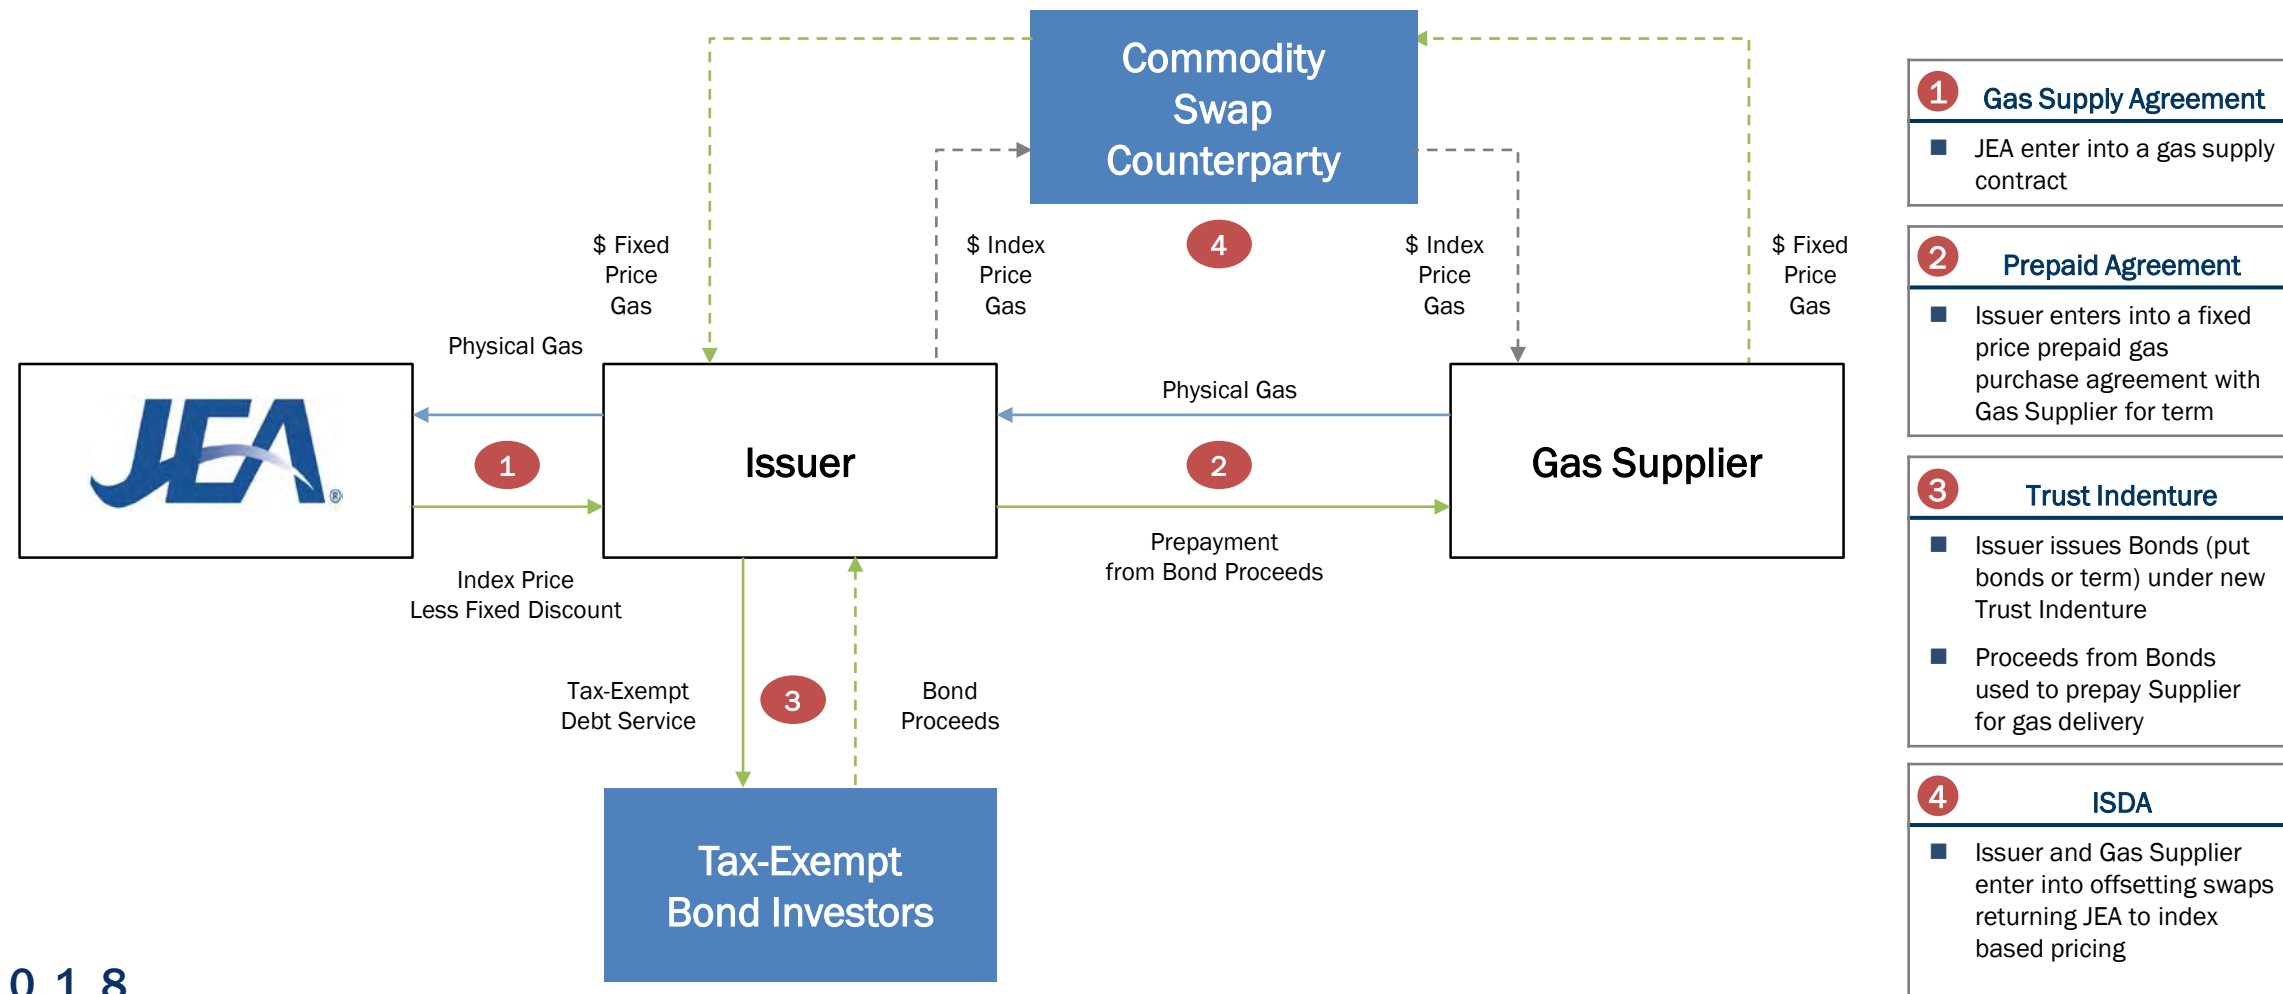 Commodity
Swap
Counterparty
4
$ Fixed
Price
Gas
$ Index
Price
Gas
$ Index
Price
Gas
$ Fixed
Price
Gas
Physical Gas
JEA®
1
Index Price
Less Fixed Discount
Issuer
Physical Gas
2
Prepayment
from Bond Proceeds
Gas Supplier
Tax-Exempt
Debt Service
3
Bond
Proceeds
Tax-Exempt
Bond Investors
1 Gas Supply Agreement
■ JEA enter into a gas supply
contract
2 Prepaid Agreement
■ Issuer enters into a fixed
price prepaid gas
purchase agreement with
Gas Supplier for term
3 Trust Indenture
■ Issuer issues Bonds (put
bonds or term) under new
Trust Indenture
■ Proceeds from Bonds
used to prepay Supplier
for gas delivery
4 ISDA
■ Issuer and Gas Supplier
enter into offsetting swaps
returning JEA to index
based pricing
0 1 8